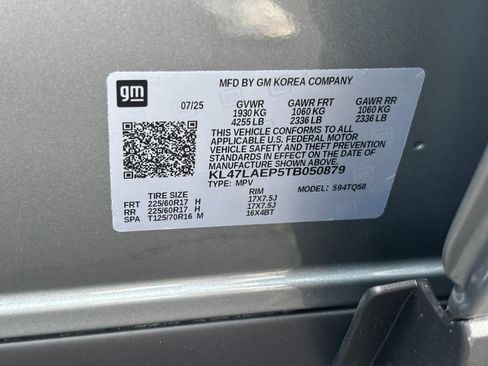 gm
MFD BY GM KOREA COMPANY
07/25 GVWR GAWR FRT GAWR RR
1930 KG 1060 KG 1060 KG
4255 LB 2336 LB 2336 LB
THIS VEHICLE CONFORMS TO ALL
APPLICABLE U.S. FEDERAL MOTOR
VEHICLE SAFETY AND THEFT PREVENTION
STANDARDS IN EFFECT ON THE DATE OF
MANUFACTURE SHOWN ABOVE.
KL47LAEP5TB050879
TYPE: MPV MODEL: 594TQ58
TIRE SIZE RIM
FRT 225/60R17 H 17X7.5J
RR 225/60R17 H 17X7.5J
SPA T125/70R16 M 16X4BT